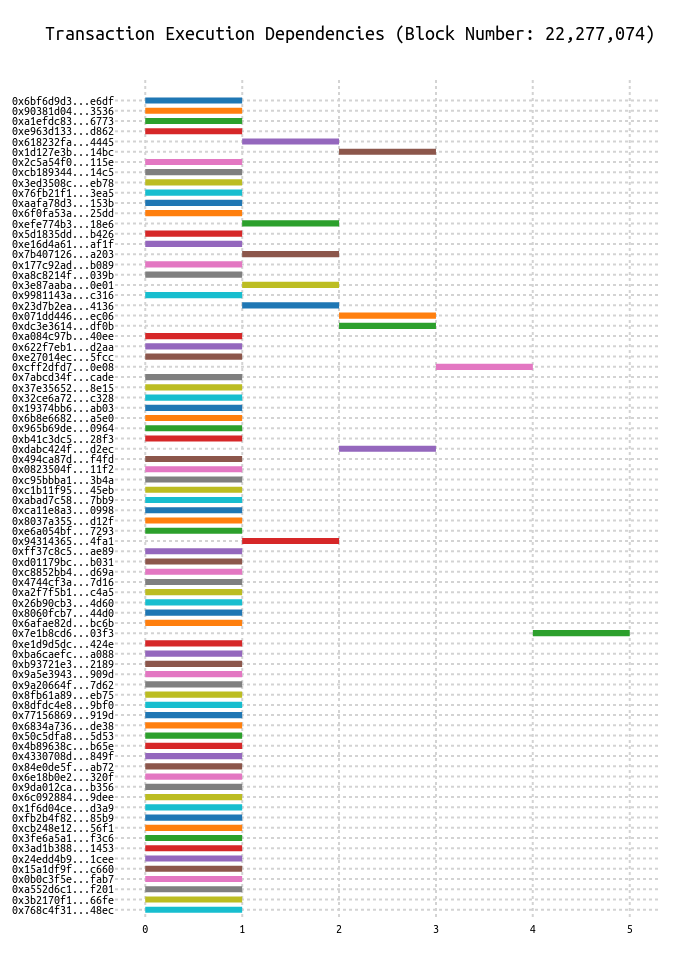 Transaction Execution Dependencies (Block Number: 22,277,074)
0x6bf6d9d3...e6df
0x90381d04...3536
0xa1efdc83...6773
0xe963d133...d862
0x618232fa...4445
0x1d127e3b...14bc
0x2c5a54f0...115e
0xcb189344...14c5
0x3ed3508c...eb78
0x76fb21f1...3ea5
0xaafa78d3...153b
0x6f0fa53a...25dd
0xefe774b3...18e6
0x5d1835dd...b426
0xe16d4a61...af1f
0x7b407126...a203
0x177c92ad...b089
0xa8c8214f...039b
0x3e87aaba...0e01
0x9981143a...c316
0x23d7b2ea...4136
0x071dd446...ec06
0xdc3e3614...df0b
0xa084c97b...40ee
0x622f7eb1...d2aa
0xe27014ec...5fcc
0xcff2dfd7...0e08
0x7abcd34f...cade
0x37e35652...8e15
0x32ce6a72...c328
0x19374bb6...ab03
0x6b8e6682...a5e0
0x965b69de...0964
0xb41c3dc5...28f3
0xdabc424f...d2ec
0x494ca87d...f4fd
0x0823504f...11f2
0xc95bbba1...3b4a
0xc1b11f95...45eb
0xabad7c58...7bb9
0xca11e8a3...0998
0x8037a355...d12f
0xe6a054bf...7293
0x94314365...4fa1
0xff37c8c5...ae89
0xd01179bc...b031
0xc8852bb4...d69a
0x4744cf3a...7d16
0xa2f7f5b1...c4a5
0x26b90cb3...4d60
0x8060fcb7...44d0
0x6afae82d...bc6b
0x7e1b8cd6...03f3
0xe1d9d5dc...424e
0xba6caefc...a088
0xb93721e3...2189
0x9a5e3943...909d
0x9a20664f...7d62
0x8fb61a89...eb75
0x8dfdc4e8...9bf0
0x77156869...919d
0x6834a736...de38
0x50c5dfa8...5d53
0x4b89638c...b65e
0x4330708d...849f
0x84e0de5f...ab72
0x6e18b0e2...320f
0x9da012ca...b356
0x6c092884...9dee
0x1f6d04ce...d3a9
0xfb2b4f82...85b9
0xcb248e12...56f1
0x3fe6a5a1...f3c6
0x3ad1b388...1453
0x24edd4b9...1cee
0x15a1df9f...c660
0x0b0c3f5e...fab7
0xa552d6c1...f201
0x3b2170f1...66fe
0x768c4f31...48ec
0 1 2 3 4 5